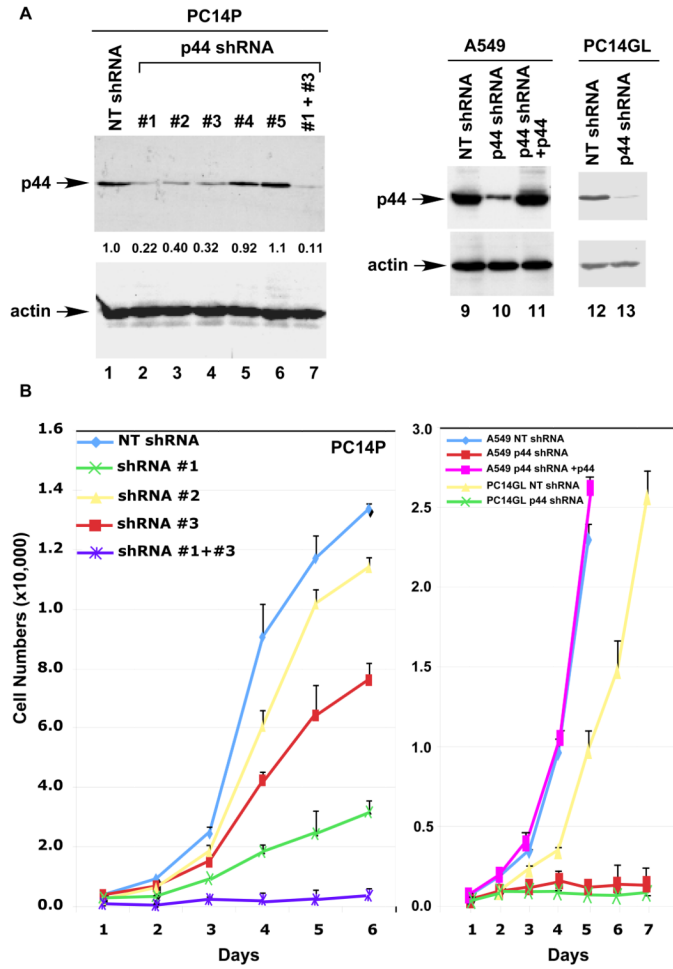 A
PC14P
p44 shRNA
NT shRNA
#1 #2 #3 #4 #5
#1 + #3
p44
1.0 0.22 0.40 0.32 0.92 1.1 0.11
actin
1 2 3 4 5 6 7
A549
NT shRNA
p44 shRNA
p44 shRNA
+p44
PC14GL
NT shRNA
p44 shRNA
p44
actin
9 10 11 12 13
B
Cell Numbers (x10,000)
1.6
1.4
1.2
1.0
8.0
6.0
4.0
2.0
0.0
PC14P
NT shRNA
shRNA #1
shRNA #2
shRNA #3
shRNA #1+#3
1 2 3 4 5 6
Days
3.0
2.5
2.0
1.5
1.0
0.5
0.0
A549 NT shRNA
A549 p44 shRNA
A549 p44 shRNA +p44
PC14GL NT shRNA
PC14GL p44 shRNA
1 2 3 4 5 6 7
Days